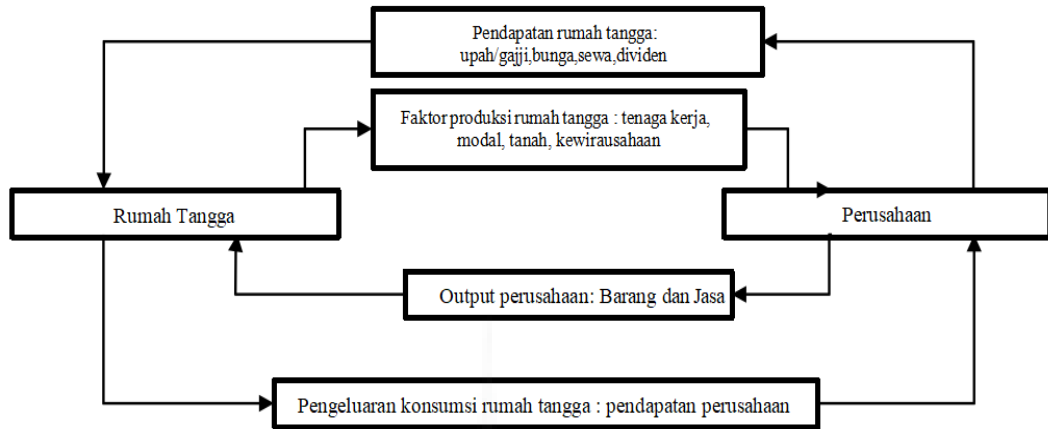 Pendapatan rumah tangga:
upah/gajji,bunga,sewa,dividen
Faktor produksi rumah tangga : tenaga kerja,
modal, tanah, kewirausahaan
Rumah Tangga
Perusahaan
Output perusahaan: Barang dan Jasa
Pengeluaran konsumsi rumah tangga : pendapatan perusahaan